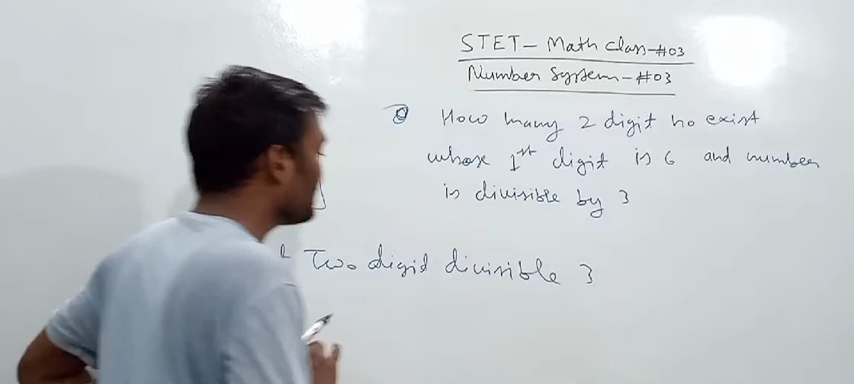 STET- Math class-#03
Number System-#03
Q How many 2 digit no exist
whose 1st digit is 6 and number
is divisible by 3
Two digit divisible 3